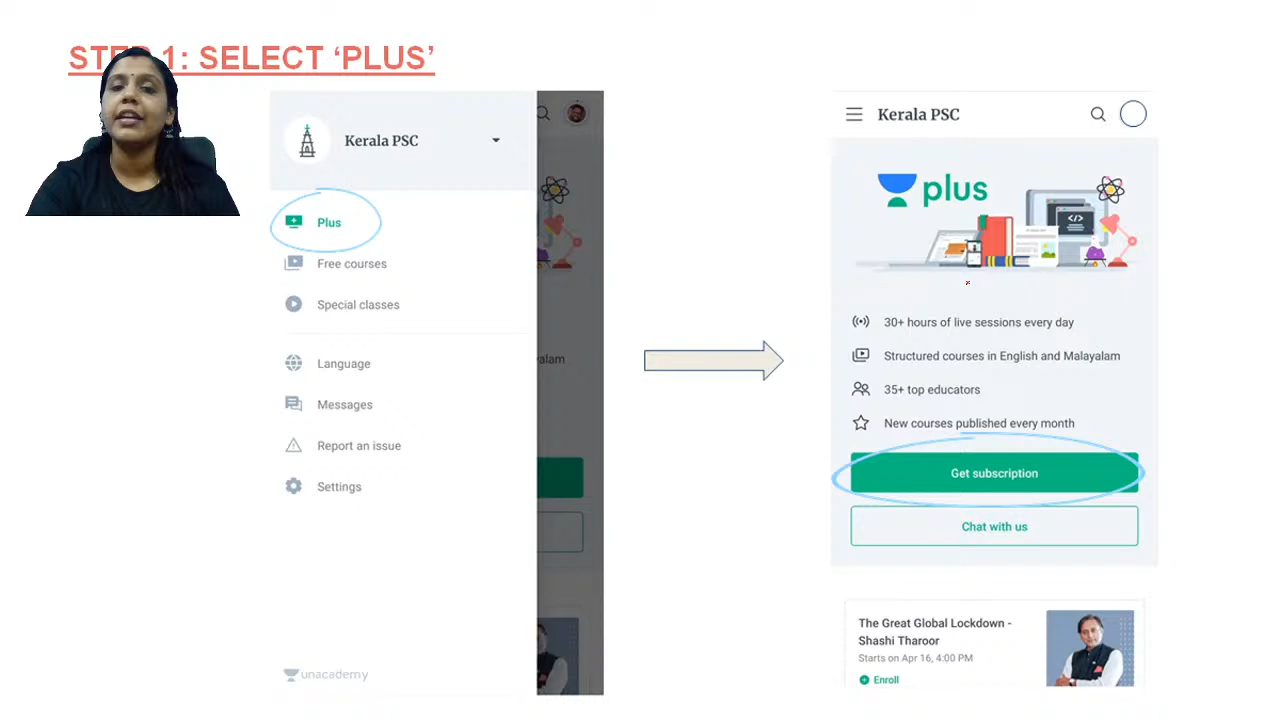 STEP 1: SELECT ‘PLUS’
Kerala PSC
Plus
Free courses
Special classes
Language
Messages
Report an issue
Settings
unacademy
alam
Kerala PSC
plus
30+ hours of live sessions every day
Structured courses in English and Malayalam
35+ top educators
New courses published every month
Get subscription
Chat with us
The Great Global Lockdown -
Shashi Tharoor
Starts on Apr 16, 4:00 PM
Enroll